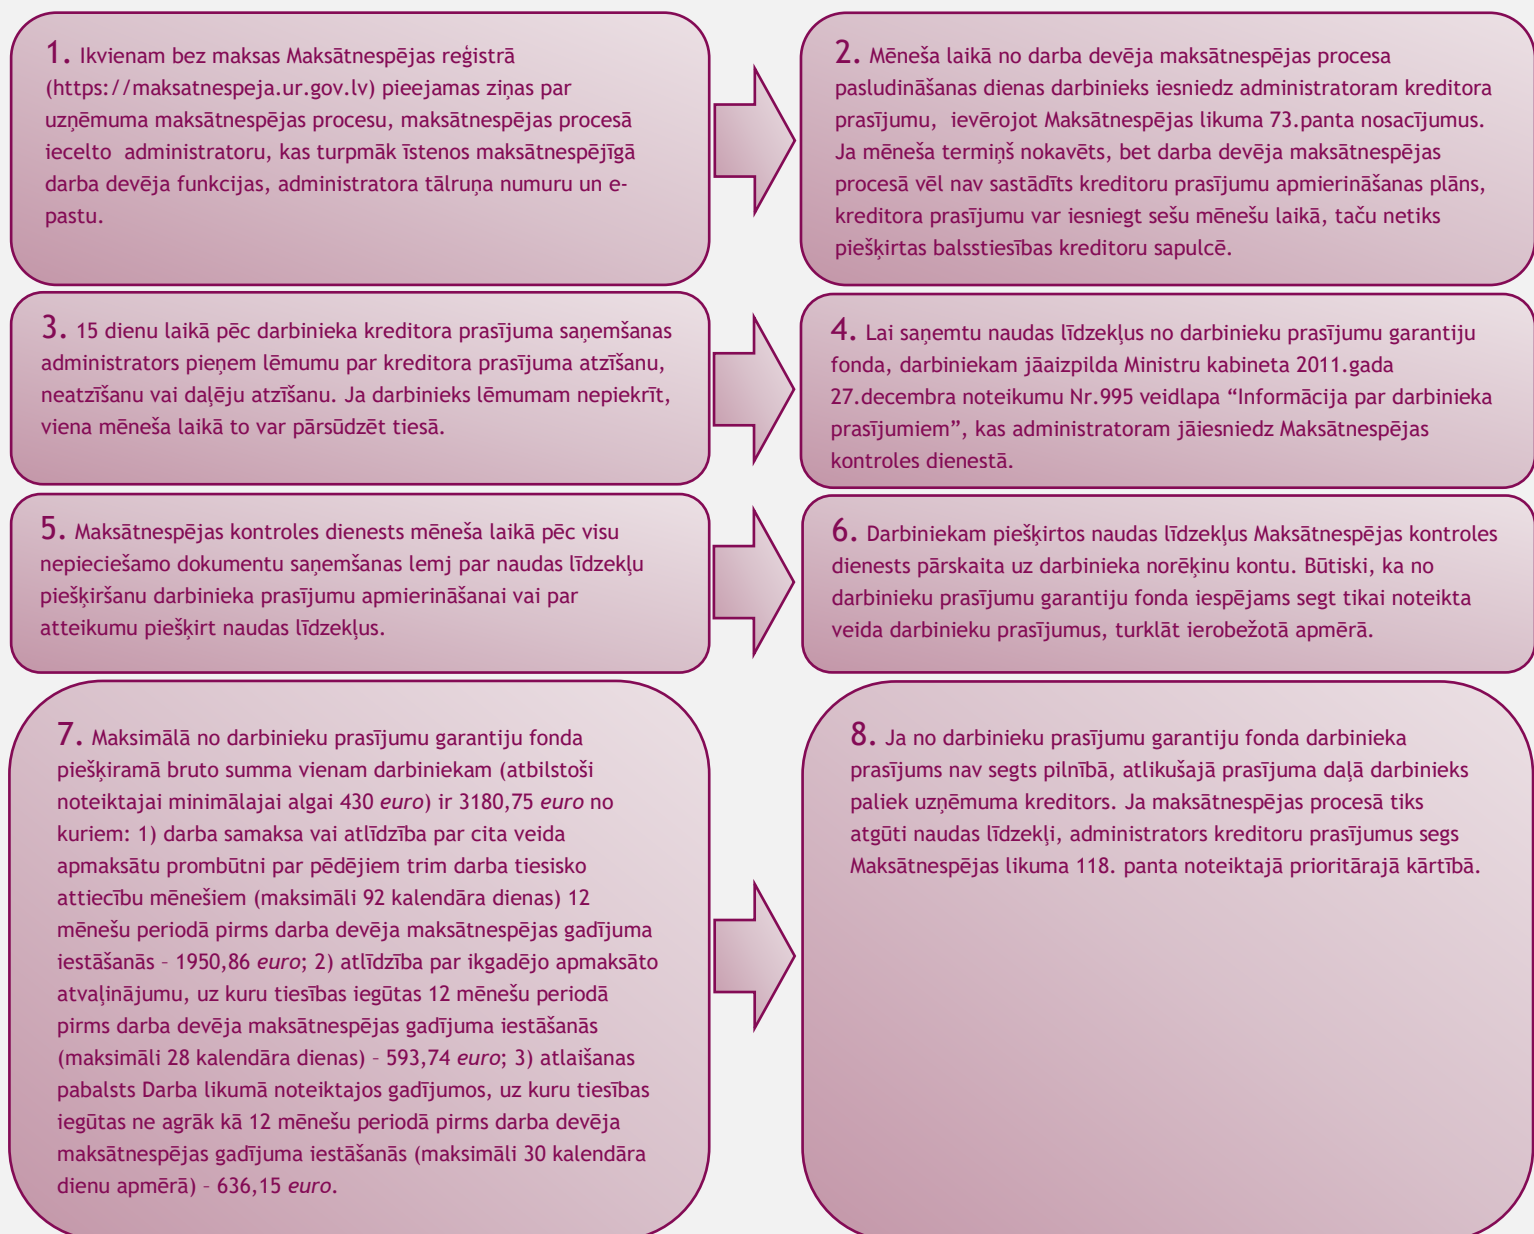 1. Ikvienam bez maksas Maksātnespējas reģistrā
(https://maksatnespeja.ur.gov.lv) pieejamas ziņas par
uzņēmuma maksātnespējas procesu, maksātnespējas procesā
iecelto administratoru, kas turpmāk īstenos maksātnespējīgā
darba devēja funkcijas, administratora tālruņa numuru un e-
pastu.
2. Mēneša laikā no darba devēja maksātnespējas procesa
pasludināšanas dienas darbinieks iesniedz administratoram kreditora
prasījumu, ievērojot Maksātnespējas likuma 73.panta nosacījumus.
Ja mēneša termiņš nokavēts, bet darba devēja maksātnespējas
procesā vēl nav sastādīts kreditoru prasījumu apmierināšanas plāns,
kreditora prasījumu var iesniegt sešu mēnešu laikā, taču netiks
piešķirtas balsstiesības kreditoru sapulcē.
3. 15 dienu laikā pēc darbinieka kreditora prasījuma saņemšanas
administrators pieņem lēmumu par kreditora prasījuma atzīšanu,
neatzīšanu vai daļēju atzīšanu. Ja darbinieks lēmumam nepiekrīt,
viena mēneša laikā to var pārsūdzēt tiesā.
4. Lai saņemtu naudas līdzekļus no darbinieku prasījumu garantiju
fonda, darbiniekam jāaizpilda Ministru kabineta 2011.gada
27.decembra noteikumu Nr.995 veidlapa “Informācija par darbinieka
prasījumiem”, kas administratoram jāiesniedz Maksātnespējas
kontroles dienestā.
5. Maksātnespējas kontroles dienests mēneša laikā pēc visu
nepieciešamo dokumentu saņemšanas lemj par naudas līdzekļu
piešķiršanu darbinieka prasījumu apmierināšanai vai par
atteikumu piešķirt naudas līdzekļus.
6. Darbiniekam piešķirtos naudas līdzekļus Maksātnespējas kontroles
dienests pārskaita uz darbinieka norēķinu kontu. Būtiski, ka no
darbinieku prasījumu garantiju fonda iespējams segt tikai noteikta
veida darbinieku prasījumus, turklāt ierobežotā apmērā.
7. Maksimālā no darbinieku prasījumu garantiju fonda
piešķiramā bruto summa vienam darbiniekam (atbilstoši
noteiktajai minimālajai algai 430 euro) ir 3180,75 euro no
kuriem: 1) darba samaksa vai atlīdzība par cita veida
apmaksātu prombūtni par pēdējiem trim darba tiesisko
attiecību mēnešiem (maksimāli 92 kalendāra dienas) 12
mēnešu periodā pirms darba devēja maksātnespējas gadījuma
iestāšanās – 1950,86 euro; 2) atlīdzība par ikgadējo apmaksāto
atvaļinājumu, uz kuru tiesības iegūtas 12 mēnešu periodā
pirms darba devēja maksātnespējas gadījuma iestāšanās
(maksimāli 28 kalendāra dienas) – 593,74 euro; 3) atlaišanas
pabalsts Darba likumā noteiktajos gadījumos, uz kuru tiesības
iegūtas ne agrāk kā 12 mēnešu periodā pirms darba devēja
maksātnespējas gadījuma iestāšanās (maksimāli 30 kalendāra
dienu apmērā) – 636,15 euro.
8. Ja no darbinieku prasījumu garantiju fonda darbinieka
prasījums nav segts pilnībā, atlikušajā prasījuma daļā darbinieks
paliek uzņēmuma kreditors. Ja maksātnespējas procesā tiks
atgūti naudas līdzekļi, administrators kreditoru prasījumus segs
Maksātnespējas likuma 118. panta noteiktajā prioritārajā kārtībā.